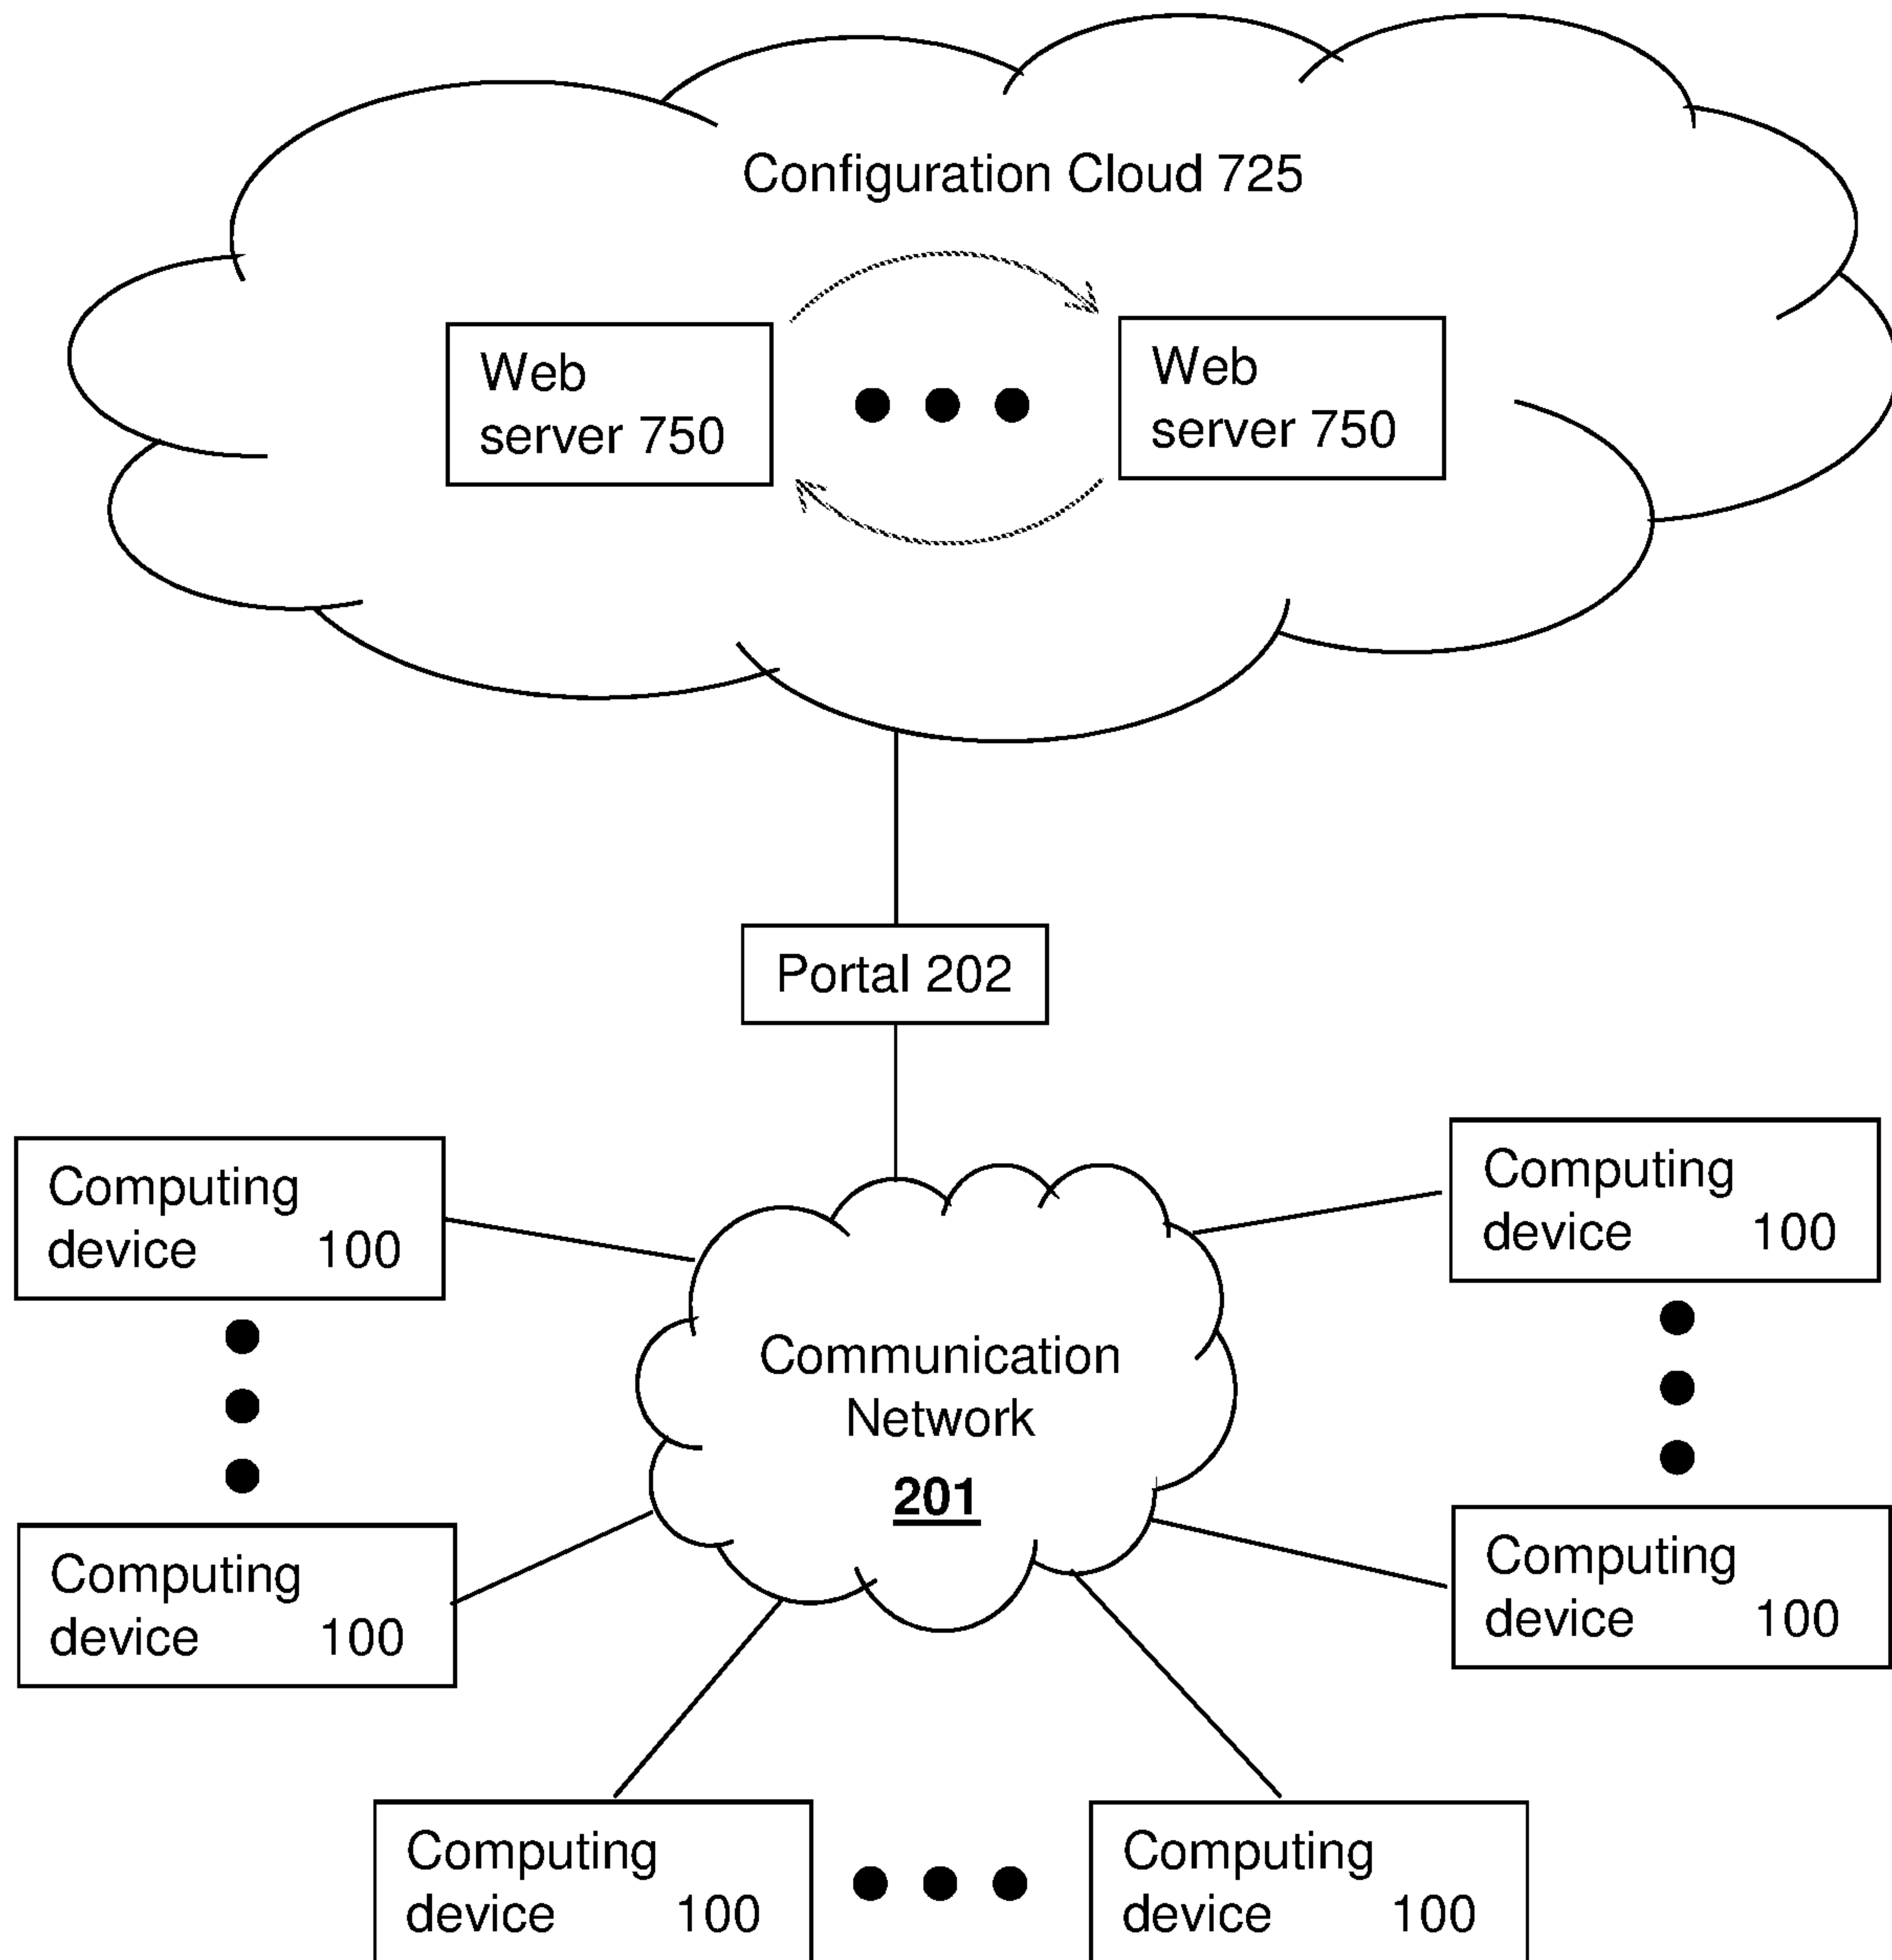 Configuration Cloud 725
Web
server 750
Web
server 750
Portal 202
Computing
device 100
Computing
device 100
Communication
Network
201
Computing
device 100
Computing
device 100
Computing
device 100
Computing
device 100